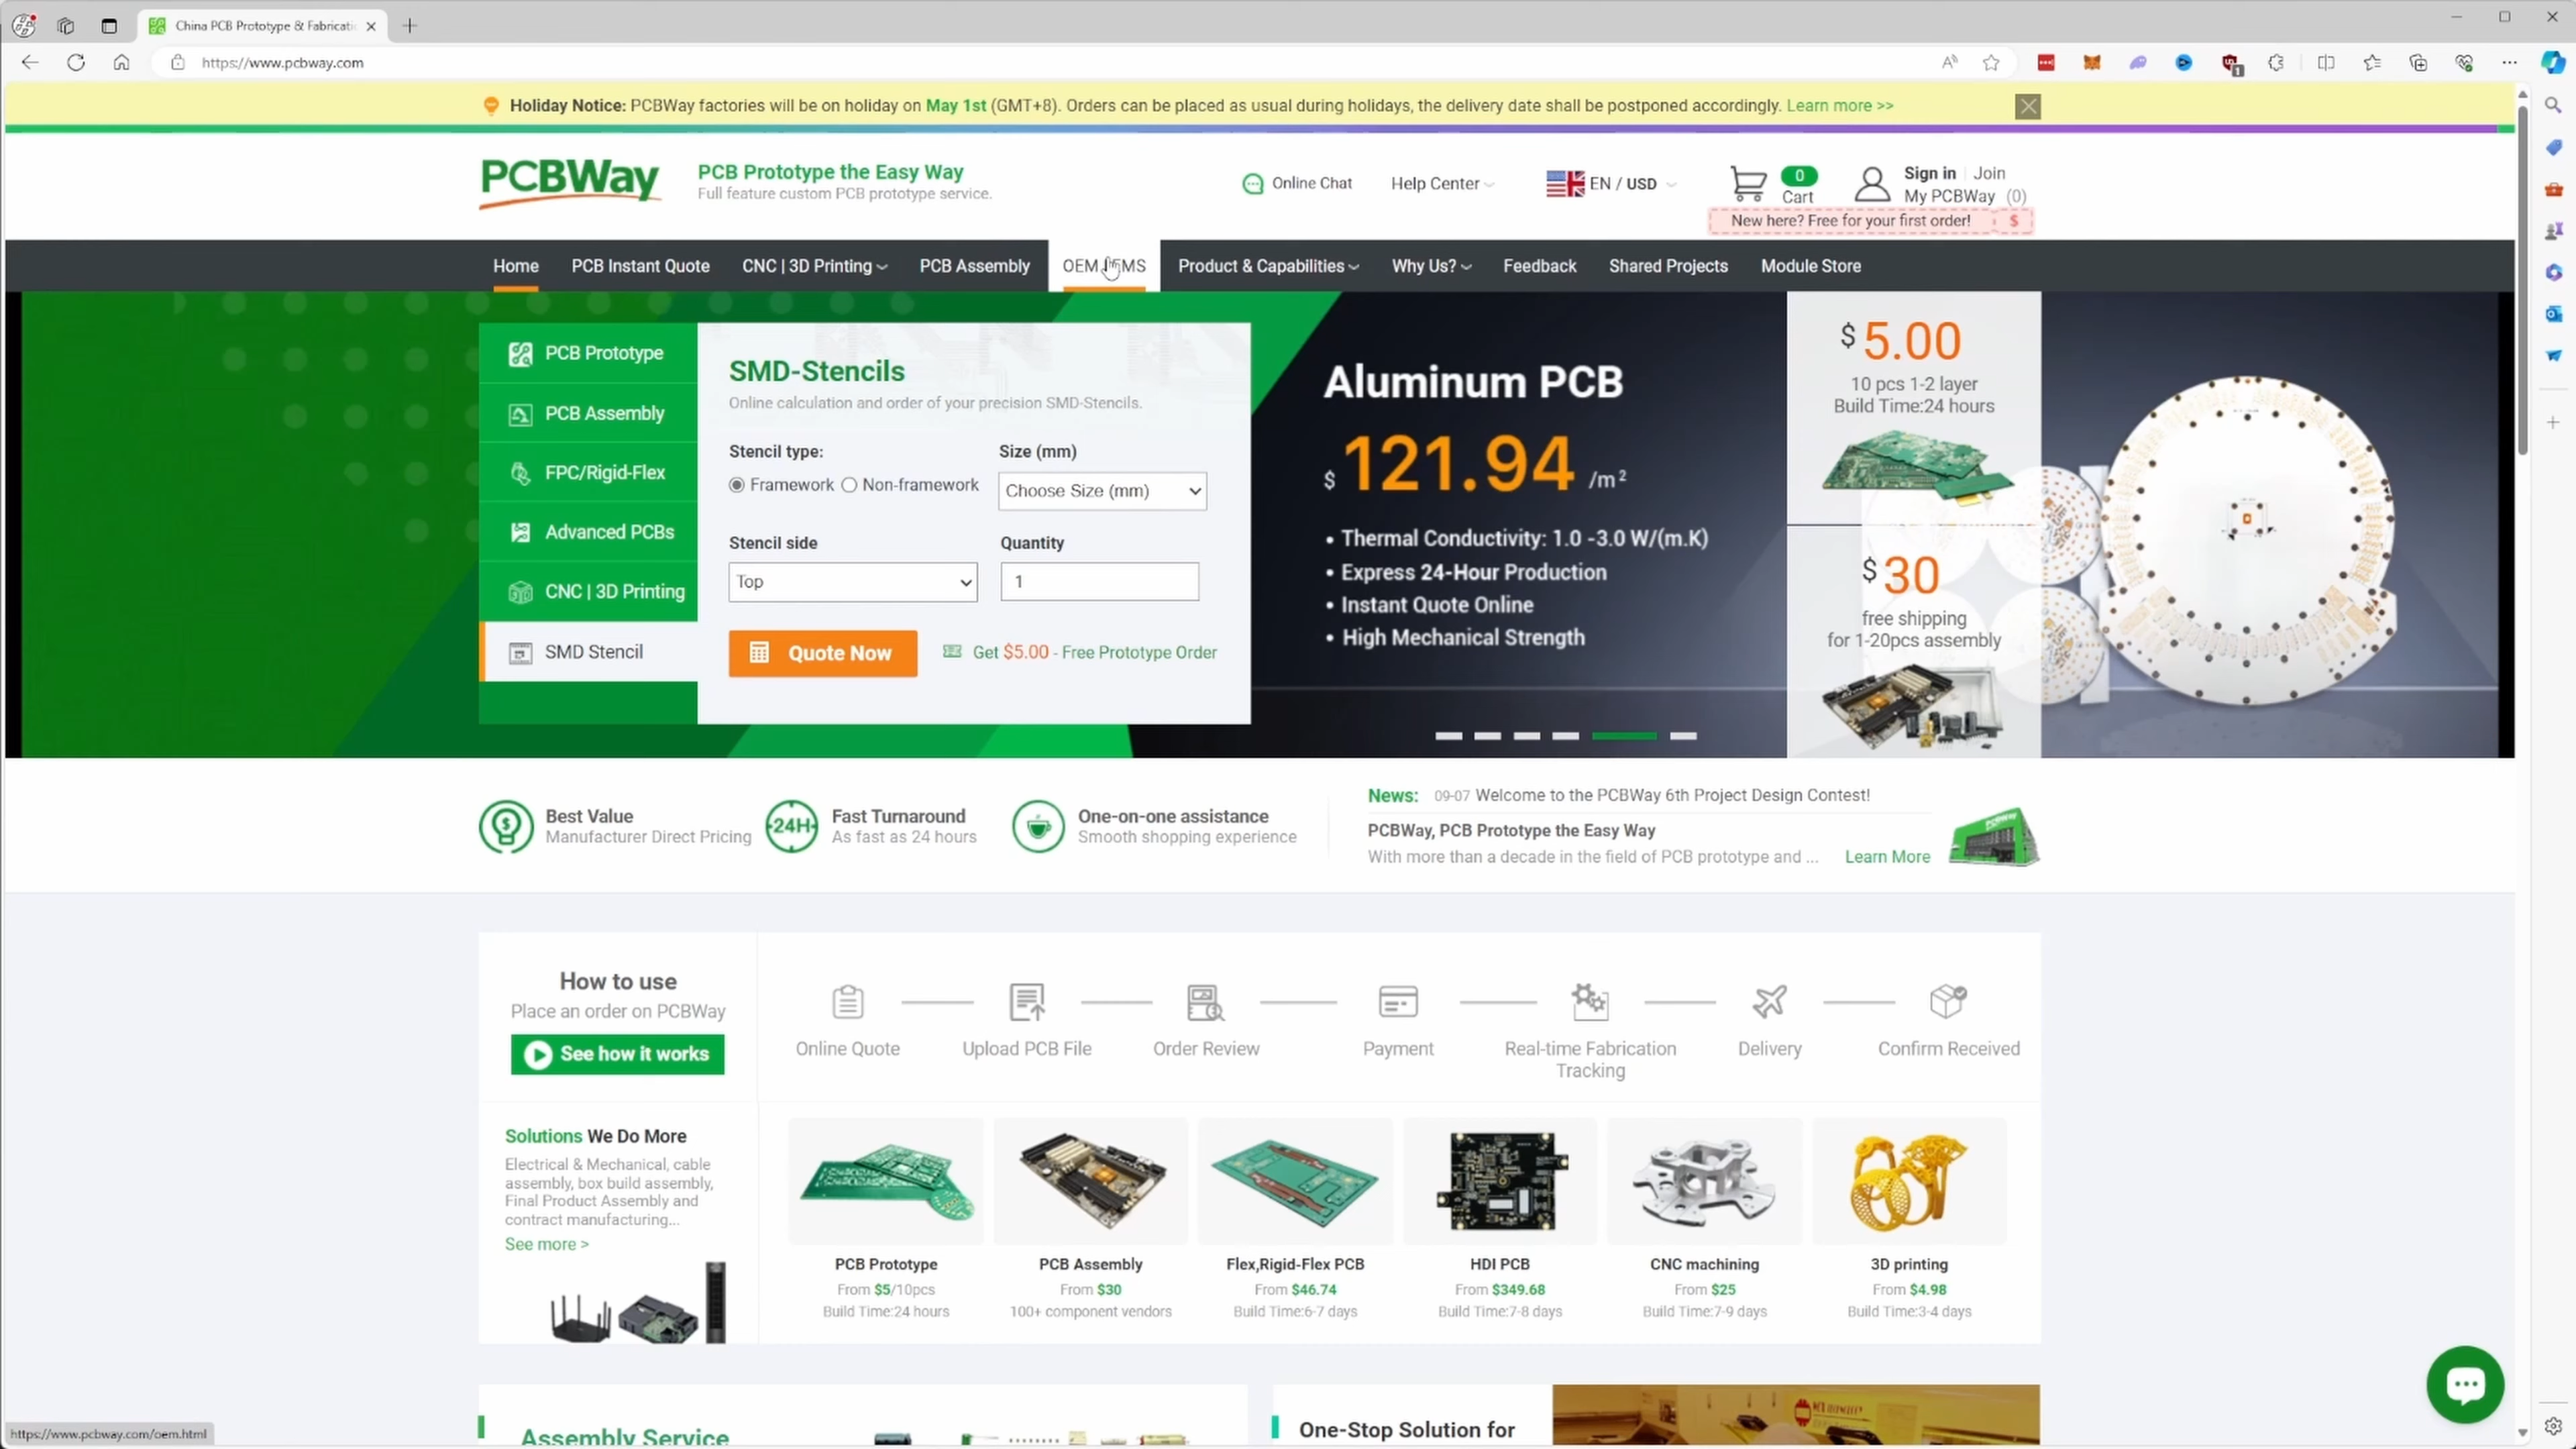 China PCB Prototype & Fabricatio
https://www.pcbway.com
Holiday Notice: PCBWay factories will be on holiday on May 1st (GMT+8). Orders can be placed as usual during holidays, the delivery date shall be postponed accordingly. Learn more >>
PCBWay
PCB Prototype the Easy Way
Full feature custom PCB prototype service.
Online Chat
Help Center
EN / USD
0
Cart
Sign in
Join
My PCBWay (0)
New here? Free for your first order! $
Home
PCB Instant Quote
CNC | 3D Printing
PCB Assembly
Product & Capabilities
Why Us?
Feedback
Shared Projects
Module Store
PCB Prototype
PCB Assembly
FPC/Rigid-Flex
Advanced PCBs
CNC | 3D Printing
SMD Stencil
SMD-Stencils
Online calculation and order of your precision SMD-Stencils.
Stencil type:
Framework
Non-framework
Size (mm)
Choose Size (mm)
Stencil side
Top
Quantity
1
Quote Now
Get $5.00 - Free Prototype Order
Aluminum PCB
$ 121.94 /m²
• Thermal Conductivity: 1.0 -3.0 W/(m.K)
• Express 24-Hour Production
• Instant Quote Online
• High Mechanical Strength
$ 5.00
10 pcs 1-2 layer
Build Time:24 hours
$ 30
free shipping
for 1-20pcs assembly
Best Value
Manufacturer Direct Pricing
24H
Fast Turnaround
As fast as 24 hours
One-on-one assistance
Smooth shopping experience
News: 09-07 Welcome to the PCBWay 6th Project Design Contest!
PCBWay, PCB Prototype the Easy Way
With more than a decade in the field of PCB prototype and ... Learn More
How to use
Place an order on PCBWay
See how it works
Online Quote
Upload PCB File
Order Review
Payment
Real-time Fabrication
Tracking
Delivery
Confirm Received
Solutions We Do More
Electrical & Mechanical, cable
assembly, box build assembly,
Final Product Assembly and
contract manufacturing...
See more >
PCB Prototype
From $5/10pcs
Build Time:24 hours
PCB Assembly
From $30
100+ component vendors
Flex,Rigid-Flex PCB
From $46.74
Build Time:6-7 days
HDI PCB
From $349.68
Build Time:7-8 days
CNC machining
From $25
Build Time:7-9 days
3D printing
From $4.98
Build Time:3-4 days
Assembly Service
One-Stop Solution for
https://www.pcbway.com/oem.html